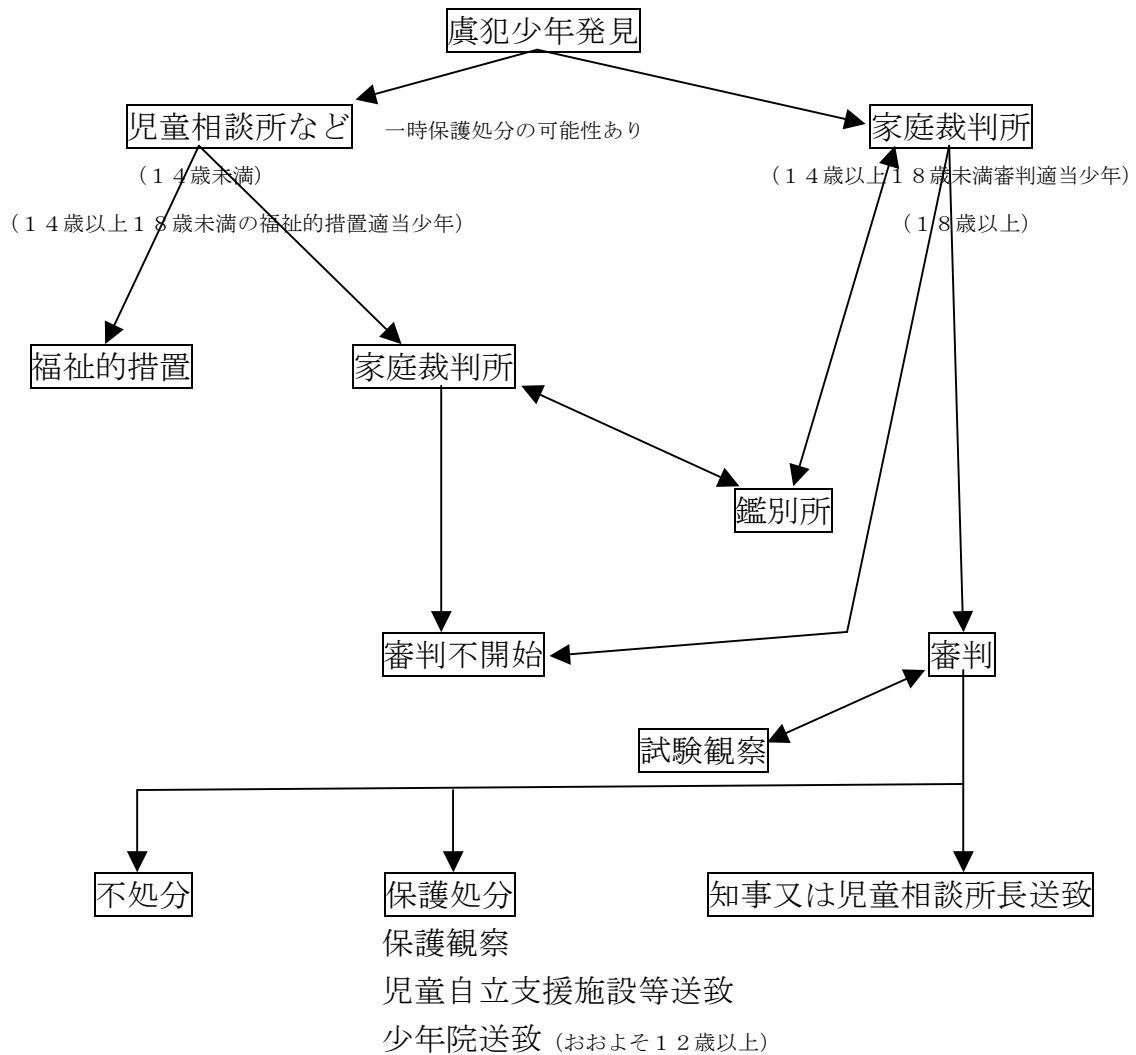 虞犯少年発見
児童相談所など
一時保護処分の可能性あり
家庭裁判所
（１４歳未満）
（１４歳以上１８歳未満審判適当少年）
（１４歳以上１８歳未満の福祉的措置適当少年）
（１８歳以上）
福祉的措置
家庭裁判所
鑑別所
審判不開始
審判
試験観察
不処分
保護処分
知事又は児童相談所長送致
保護観察
児童自立支援施設等送致
少年院送致（おおよそ１２歳以上）